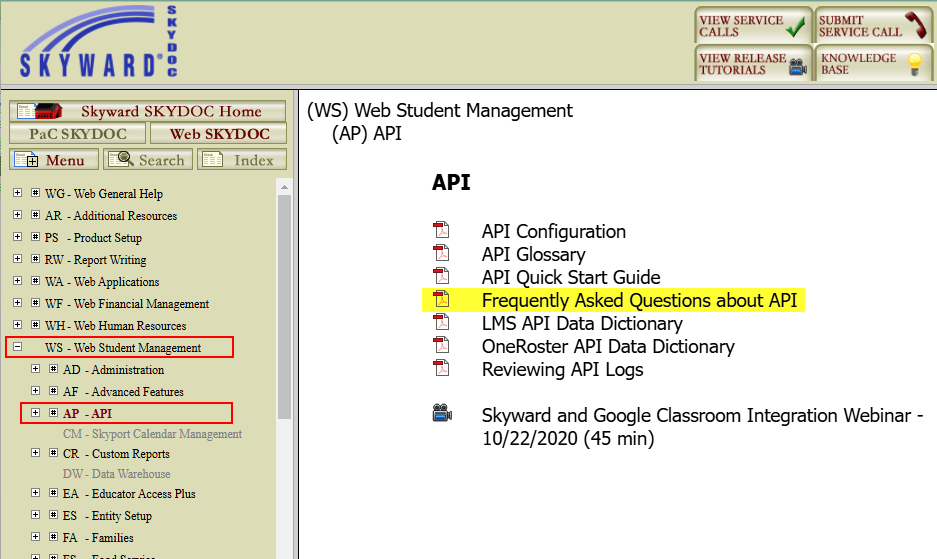 SKYWARD®
SKYDOC
VIEW SERVICE
CALLS
SUBMIT
SERVICE CALL
VIEW RELEASE
TUTORIALS
KNOWLEDGE
BASE
Skyward SKYDOC Home
PaC SKYDOC
Web SKYDOC
Menu
Search
Index
WG - Web General Help
AR - Additional Resources
PS - Product Setup
RW - Report Writing
WA - Web Applications
WF - Web Financial Management
WH - Web Human Resources
WS - Web Student Management
AD - Administration
AF - Advanced Features
AP - API
CM - Skyport Calendar Management
CR - Custom Reports
DW - Data Warehouse
EA - Educator Access Plus
ES - Entity Setup
FA - Families
FS - Food Service
(WS) Web Student Management
(AP) API
API
API Configuration
API Glossary
API Quick Start Guide
Frequently Asked Questions about API
LMS API Data Dictionary
OneRoster API Data Dictionary
Reviewing API Logs
Skyward and Google Classroom Integration Webinar -
10/22/2020 (45 min)